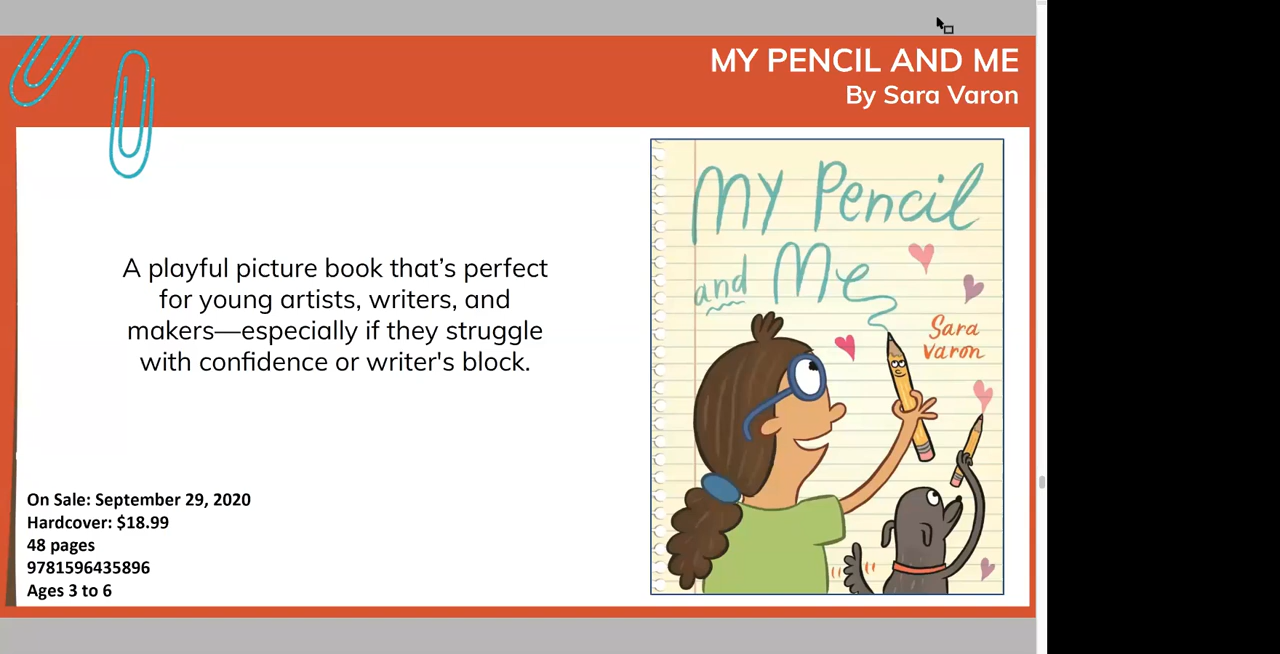 MY PENCIL AND ME
By Sara Varon
A playful picture book that’s perfect
for young artists, writers, and
makers—especially if they struggle
with confidence or writer's block.
On Sale: September 29, 2020
Hardcover: $18.99
48 pages
9781596435896
Ages 3 to 6
My Pencil
and Me
Sara
Varon